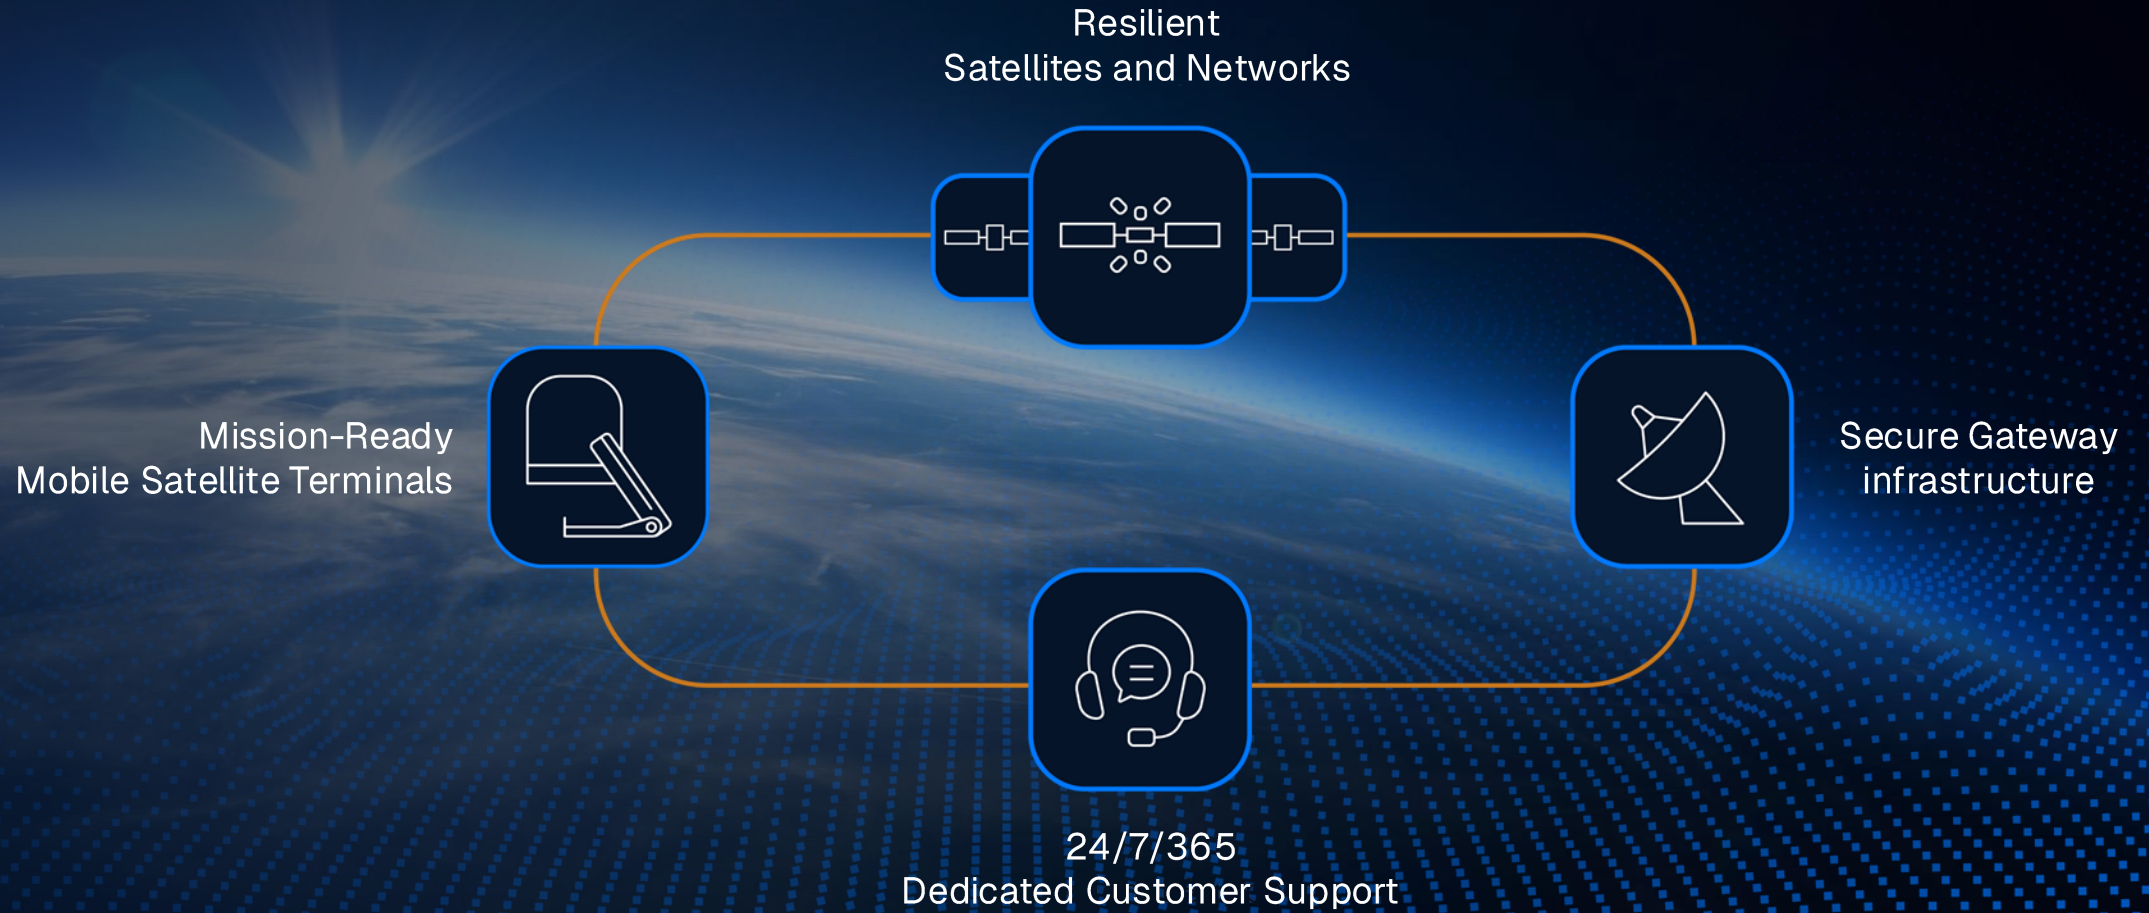 Resilient
Satellites and Networks
Mission-Ready
Mobile Satellite Terminals
Secure Gateway
infrastructure
24/7/365
Dedicated Customer Support